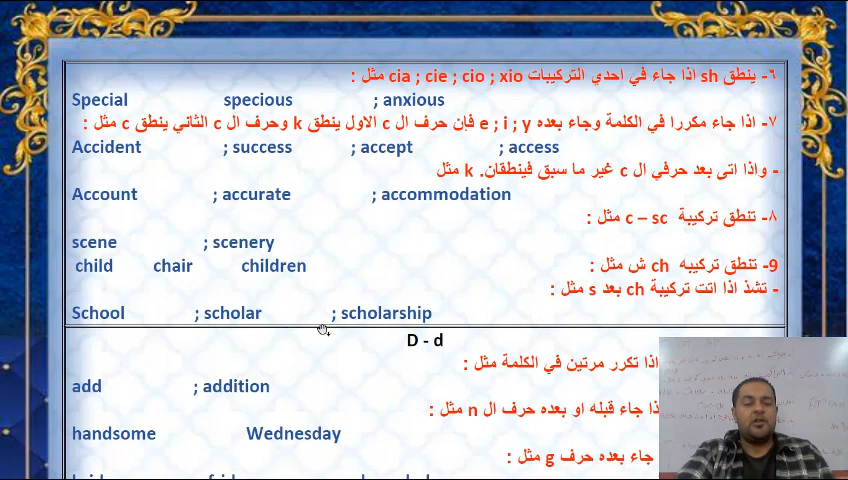 ٦- ينطق sh اذا جاء في احدي التركيبات cia ; cie ; cio ; xio مثل :
Special specious ; anxious
٧- اذا جاء مكررا في الكلمة وجاء بعده e ; i ; y فإن حرف ال c الاول ينطق k وحرف ال c الثاني ينطق c مثل :
Accident ; success ; accept ; access
- واذا اتى بعد حرفي ال c غير ما سبق فينطقان. k مثل
Account ; accurate ; accommodation
٨- تنطق تركيبة c – sc مثل :
scene ; scenery
9- تنطق تركيبه ch ش مثل :
child chair children
- تشذ اذا اتت تركيبة ch بعد s مثل :
School ; scholar ; scholarship
D - d
اذا تكرر مرتين في الكلمة مثل :
add ; addition
ذا جاء قبله او بعده حرف ال n مثل :
handsome Wednesday
جاء بعده حرف g مثل :